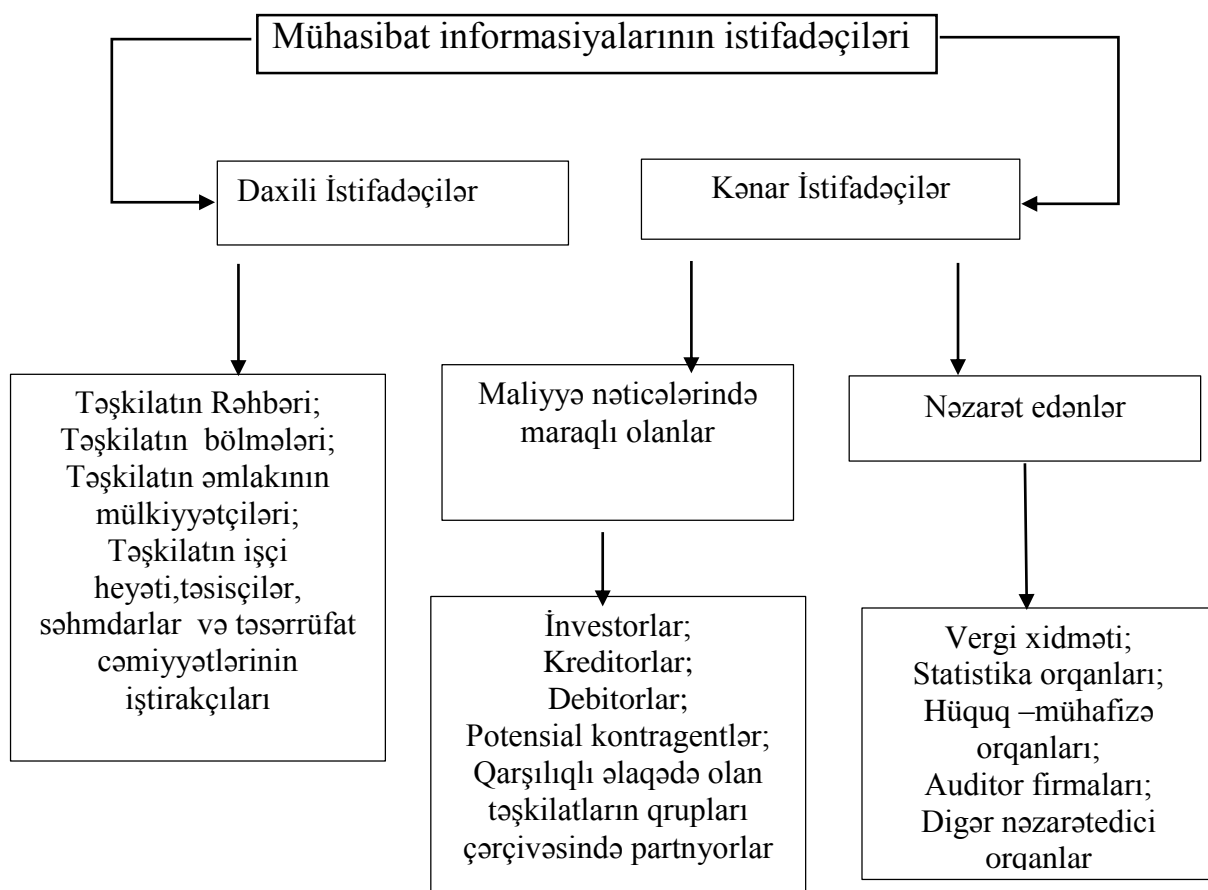 Mühasibat informasiyalarının istifadəçiləri
Daxili İstifadəçilər
Kənar İstifadəçilər
Təşkilatın Rəhbəri;
Təşkilatın bölmələri;
Təşkilatın əmlakının
mülkiyyətçiləri;
Təşkilatın işçi
heyəti,təsisçilər,
səhmdarlar və təsərrüfat
cəmiyyətlərinin
iştirakçıları
Maliyyə nəticələrində
maraqlı olanlar
Nəzarət edənlər
İnvestorlar;
Kreditorlar;
Debitorlar;
Potensial kontragentlər;
Qarşılıqlı əlaqədə olan
təşkilatların qrupları
çərçivəsində partnyorlar
Vergi xidməti;
Statistika orqanları;
Hüquq –mühafizə
orqanları;
Auditor firmaları;
Digər nəzarətedici
orqanlar